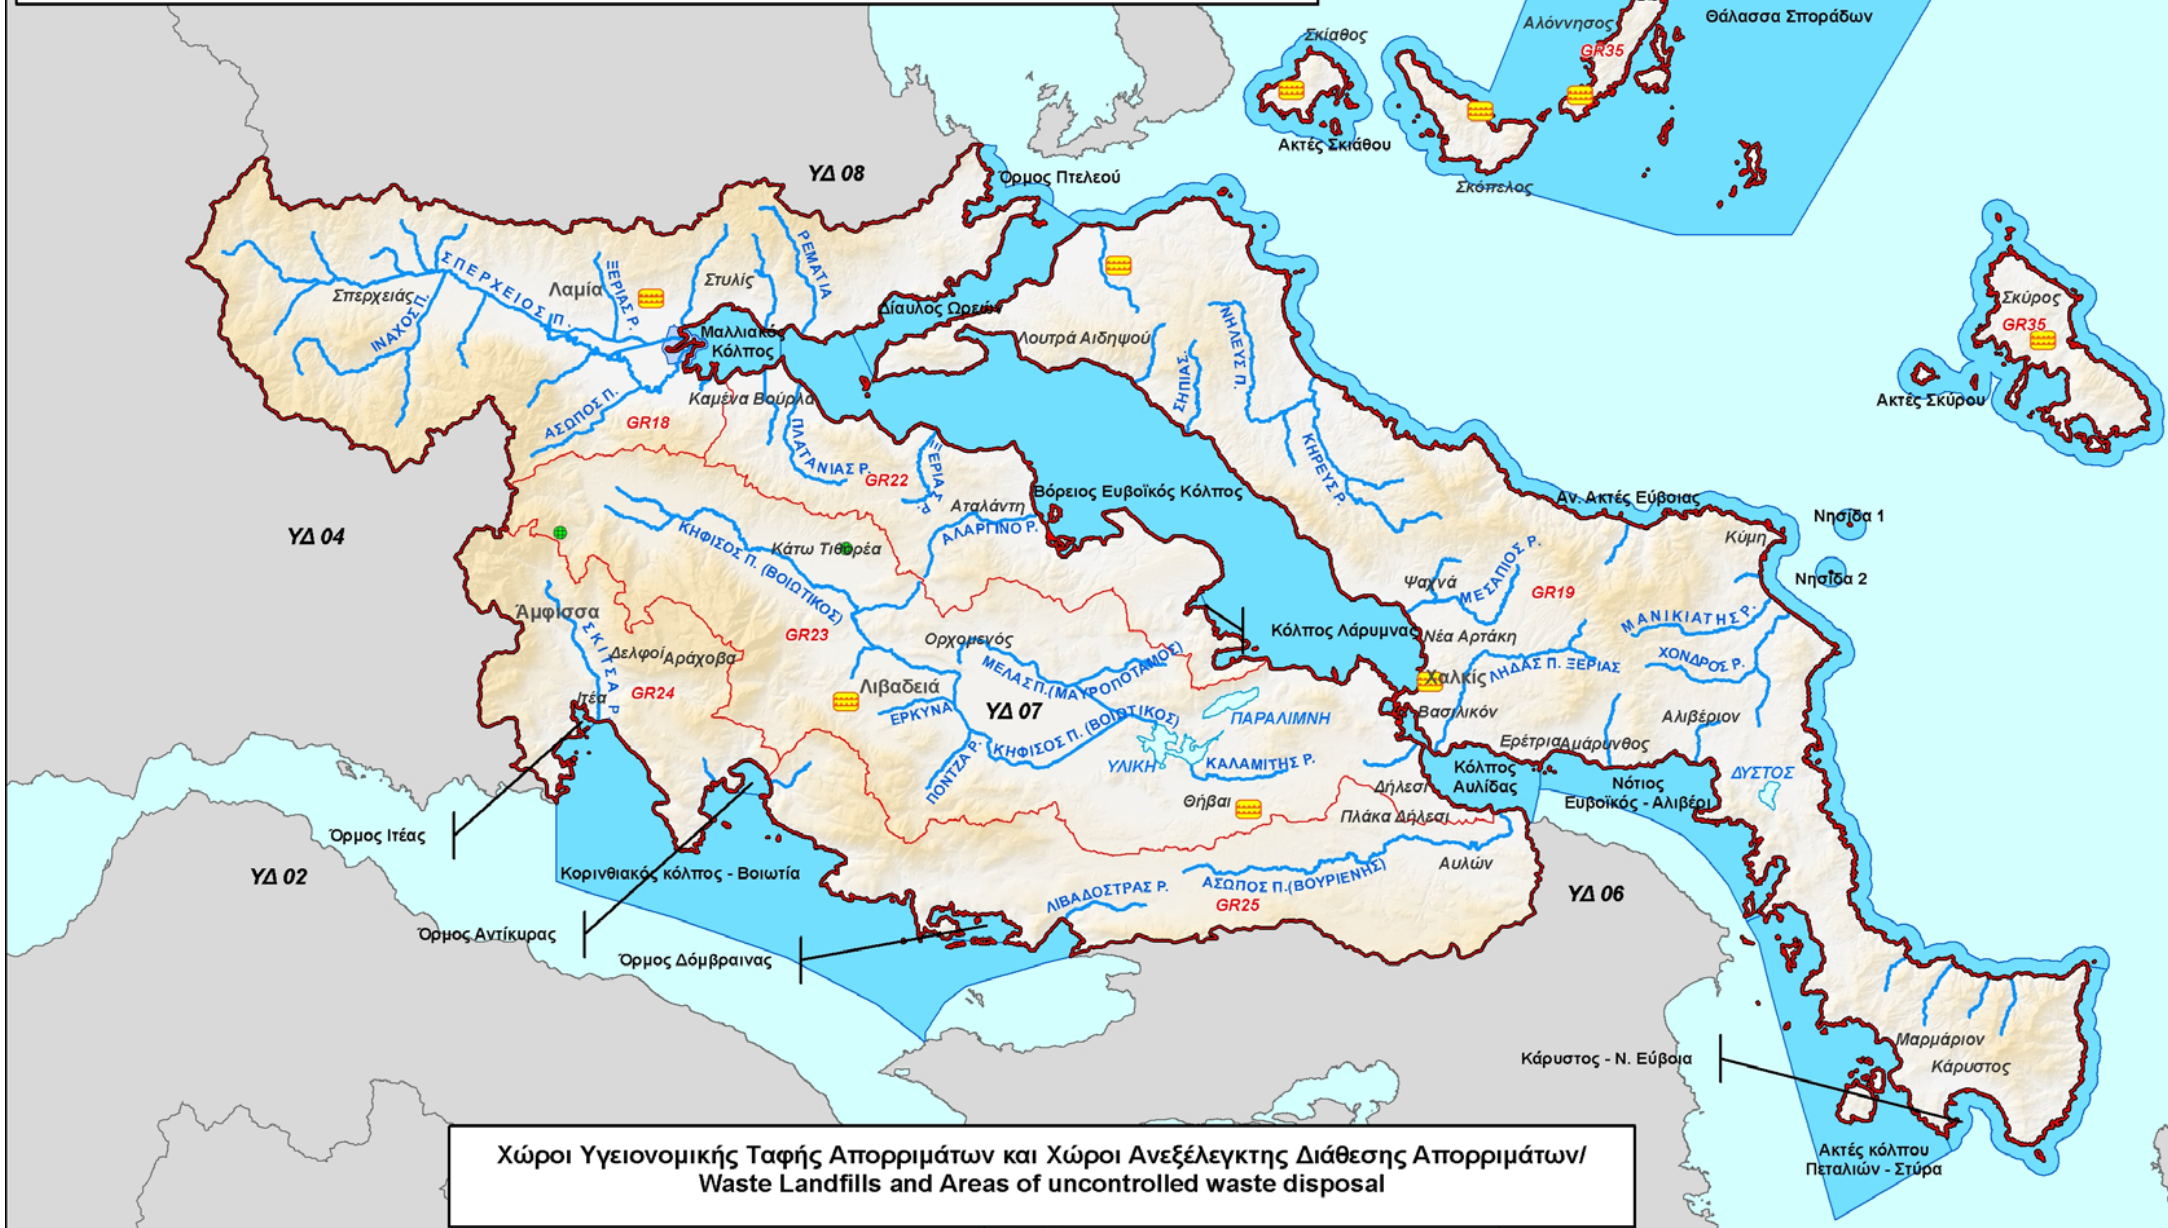 Αλόννησος
Θάλασσα Σποράδων
Σκίαθος
GR35
Ακτές Σκιάθου
Σκόπελος
ΥΔ 08
Όρμος Πτελεού
ΡΕΜΑΤΙΑ
ΣΠΕΡΧΕΙΟΣ Π.
ΞΕΡΙΑΣ Ρ.
Στυλίς
Λαμία
Σπερχειάς
ΙΝΑΧΟΣ Π.
Δίαυλος Ωρεών
Σκύρος
GR35
Μαλλιακός
Κόλπος
Λουτρά Αιδηψού
ΝΗΛΕΥΣ Π.
ΣΗΠΙΑΣ.
Ακτές Σκύρου
Καμένα Βούρλα
ΑΣΩΠΟΣ Π.
GR18
ΠΛΑΤΑΝΙΑΣ Ρ.
GR22
ΞΕΡΙΑΣ Ρ.
ΚΗΡΕΥΣ Ρ.
Βόρειος Ευβοϊκός Κόλπος
Αν. Ακτές Εύβοιας
Αταλάντη
Νησίδα 1
ΥΔ 04
ΑΛΑΡΓΙΝΟ Ρ.
Κύμη
ΚΗΦΙΣΟΣ Π. (ΒΟΙΩΤΙΚΟΣ)
Κάτω Τιθορέα
Νησίδα 2
Ψαχνά
ΜΕΣΑΠΙΟΣ Ρ.
GR19
Άμφισσα
ΜΑΝΙΚΙΑΤΗΣ Ρ.
GR23
Ορχομενός
Κόλπος Λάρυμνας
Νέα Αρτάκη
ΣΚΙΤΣΑ Ρ.
Δελφοί
Αράχοβα
ΜΕΛΑΣ Π.(ΜΑΥΡΟΠΟΤΑΜΟΣ)
ΛΗΔΑΣ Π. ΞΕΡΙΑΣ
ΧΟΝΔΡΟΣ Ρ.
GR24
Ιτέα
Λιβαδειά
Χαλκίς
ΕΡΚΥΝΑ
ΥΔ 07
ΠΑΡΑΛΙΜΝΗ
Βασιλικόν
Αλιβέριον
ΚΗΦΙΣΟΣ Π. (ΒΟΙΩΤΙΚΟΣ)
Ερέτρια
Αμάρυνθος
ΠΟΝΤΖΑ Ρ.
ΥΛΙΚΗ
ΚΑΛΑΜΙΤΗΣ Ρ.
Κόλπος
Αυλίδας
ΔΥΣΤΟΣ
Νότιος
Ευβοϊκός - Αλιβέρι
Δήλεσι
Θήβαι
Πλάκα Δήλεσι
Όρμος Ιτέας
Αυλών
ΥΔ 02
Κορινθιακός κόλπος - Βοιωτία
ΛΙΒΑΔΟΣΤΡΑΣ Ρ.
ΑΣΩΠΟΣ Π.(ΒΟΥΡΙΕΝΗΣ)
ΥΔ 06
GR25
Όρμος Αντίκυρας
Όρμος Δόμβραινας
Μαρμάριον
Κάρυστος - Ν. Εύβοια
Κάρυστος
Ακτές κόλπου
Πεταλιών - Στύρα
Χώροι Υγειονομικής Ταφής Απορριμάτων και Χώροι Ανεξέλεγκτης Διάθεσης Απορριμάτων/
Waste Landfills and Areas of uncontrolled waste disposal